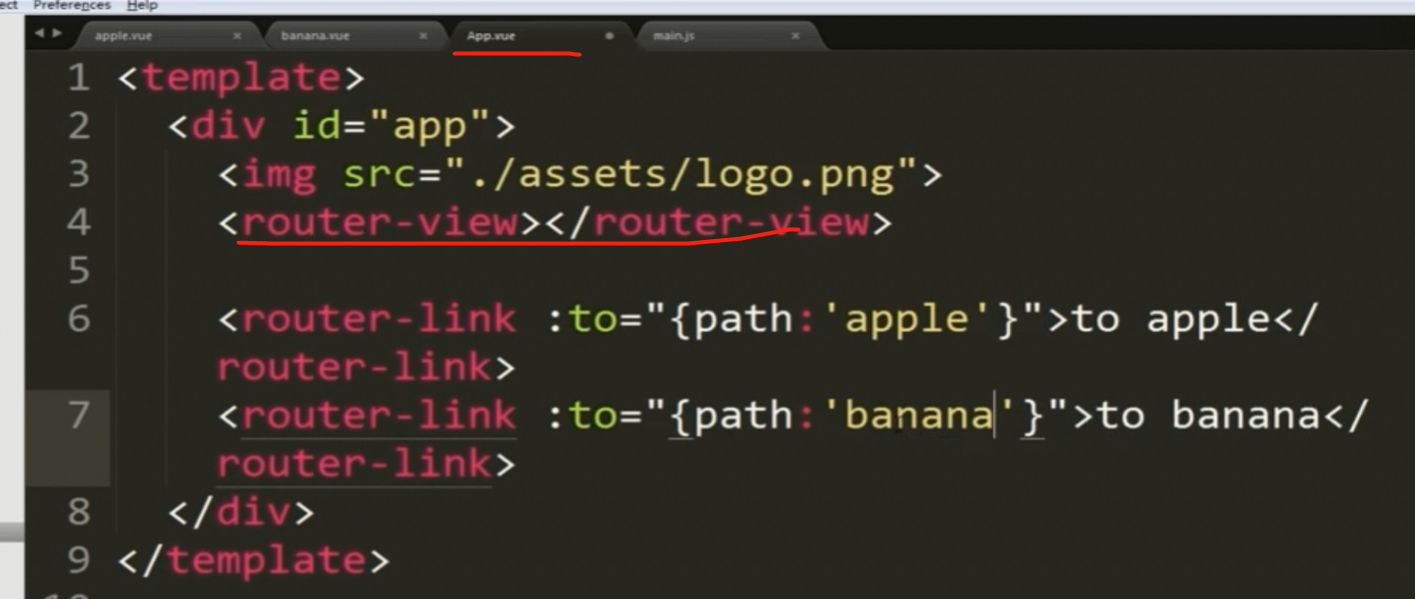 ect Preferences Help
apple.vue × banana.vue × App.vue • main.js ×
1 <template>
2 <div id="app">
3 <img src="./assets/logo.png">
4 <router-view></router-view>
5
6 <router-link :to="{path:'apple'}">to apple</
router-link>
7 <router-link :to="{path:'banana'}">to banana</
router-link>
8 </div>
9 </template>
10